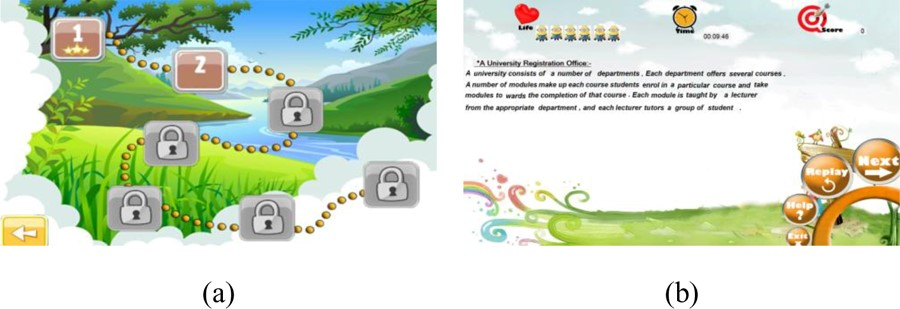 1
2
Life
Time
00:09:46
Score
0
*A University Registration Office:-
A university consists of a number of departments . Each department offers several courses .
A number of modules make up each course students enrol in a particular course and take
modules to wards the completion of that course . Each module is taught by a lecturer
from the appropriate department , and each lecturer tutors a group of student .
Replay
Next
Help
?
Exit
x
(a)
(b)